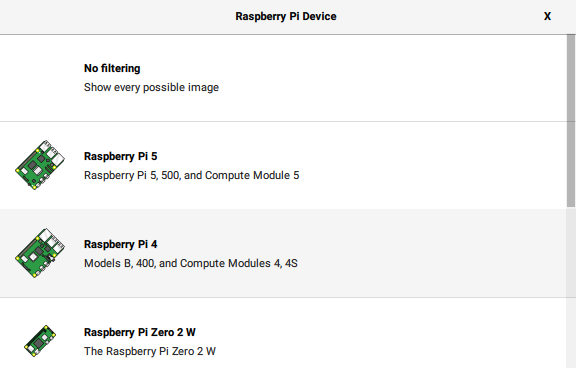 Raspberry Pi Device
X
No filtering
Show every possible image
Raspberry Pi 5
Raspberry Pi 5, 500, and Compute Module 5
Raspberry Pi 4
Models B, 400, and Compute Modules 4, 4S
Raspberry Pi Zero 2 W
The Raspberry Pi Zero 2 W